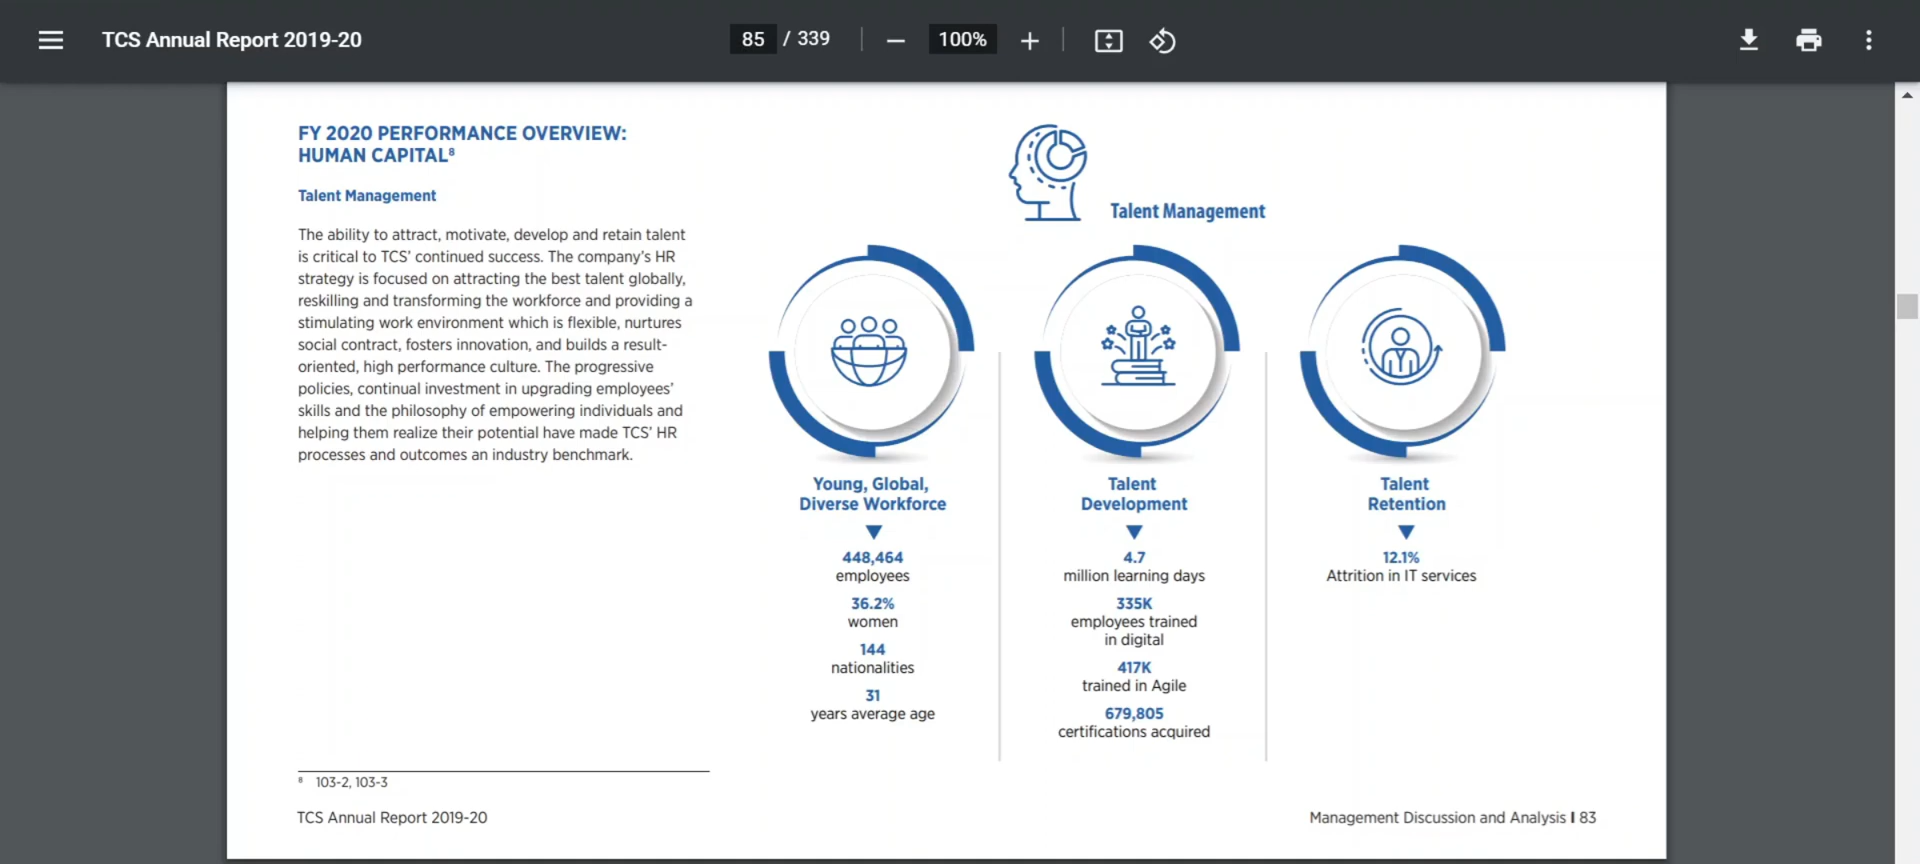 TCS Annual Report 2019-20
85 / 339
100%
FY 2020 PERFORMANCE OVERVIEW:
HUMAN CAPITAL⁸
Talent Management
The ability to attract, motivate, develop and retain talent
is critical to TCS' continued success. The company's HR
strategy is focused on attracting the best talent globally,
reskilling and transforming the workforce and providing a
stimulating work environment which is flexible, nurtures
social contract, fosters innovation, and builds a result-
oriented, high performance culture. The progressive
policies, continual investment in upgrading employees'
skills and the philosophy of empowering individuals and
helping them realize their potential have made TCS' HR
processes and outcomes an industry benchmark.
Talent Management
Young, Global,
Diverse Workforce
448,464
employees
36.2%
women
144
nationalities
31
years average age
Talent
Development
4.7
million learning days
335K
employees trained
in digital
417K
trained in Agile
679,805
certifications acquired
Talent
Retention
12.1%
Attrition in IT services
⁸ 103-2, 103-3
TCS Annual Report 2019-20
Management Discussion and Analysis I 83